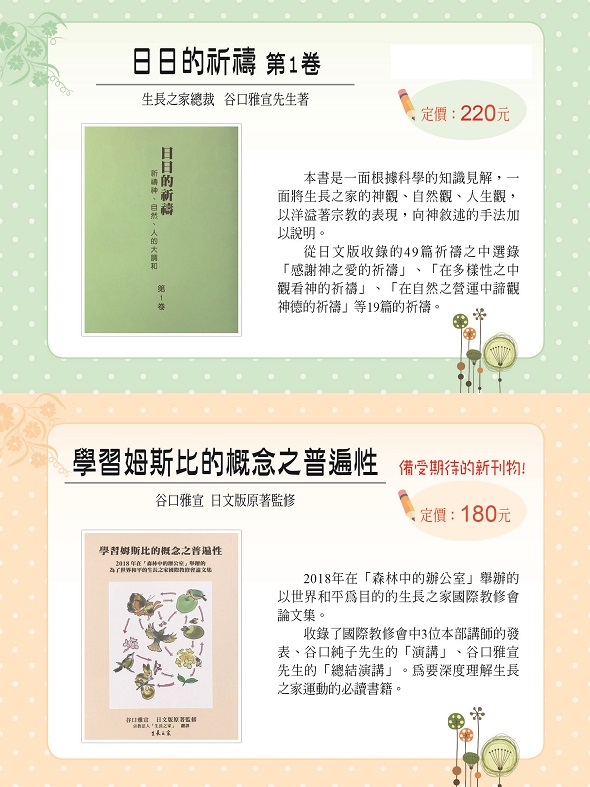 日日的祈禱 第1卷
生長之家總裁 谷口雅宣先生著
定價：220元
日日的祈禱
祈禱神、自然、人的大調和 第1卷
本書是一面根據科學的知識見解，一
面將生長之家的神觀、自然觀、人生觀，
以洋溢著宗教的表現，向神敘述的手法加
以說明。
從日文版收錄的49篇祈禱之中選錄
「感謝神之愛的祈禱」、「在多樣性之中
觀看神的祈禱」、「在自然之營運中諦觀
神德的祈禱」等19篇的祈禱。
學習姆斯比的概念之普遍性
備受期待的新刊物!
谷口雅宣 日文版原著監修
定價：180元
學習姆斯比的概念之普遍性
2018年在「森林中的辦公室」舉辦的
為了世界和平的生長之家國際教修會論文集
谷口雅宣 日文版原著監修
宗教法人「生長之家」 翻譯
生長之家
2018年在「森林中的辦公室」舉辦的
以世界和平爲目的的生長之家國際教修會
論文集。
收錄了國際教修會中3位本部講師的發
表、谷口純子先生的「演講」、谷口雅宣
先生的「總結演講」。爲要深度理解生長
之家運動的必讀書籍。